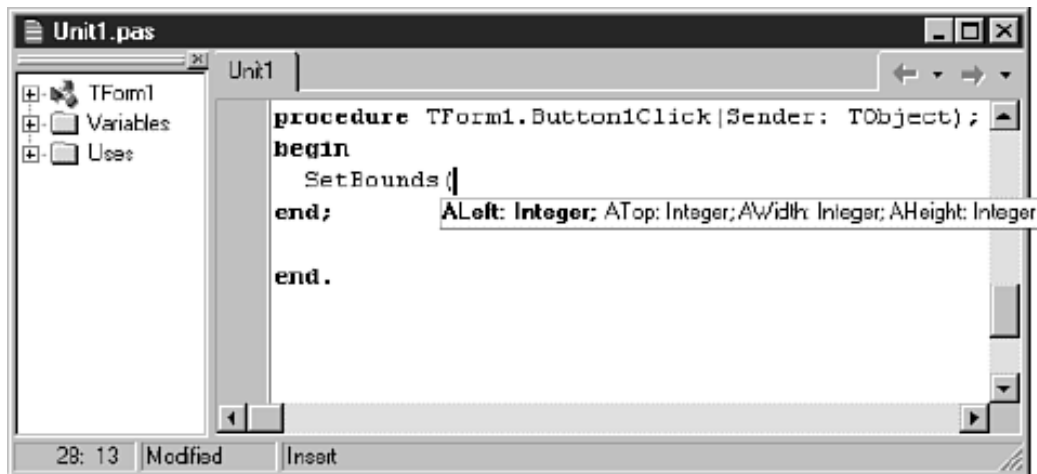 Unit1.pas
TForm1
Variables
Uses
Unit1
procedure TForm1.Button1Click(Sender: TObject);
begin
SetBounds(
ALeft: Integer; ATop: Integer; AWidth: Integer; AHeight: Integer
end;
end.
28: 13 Modified Insert